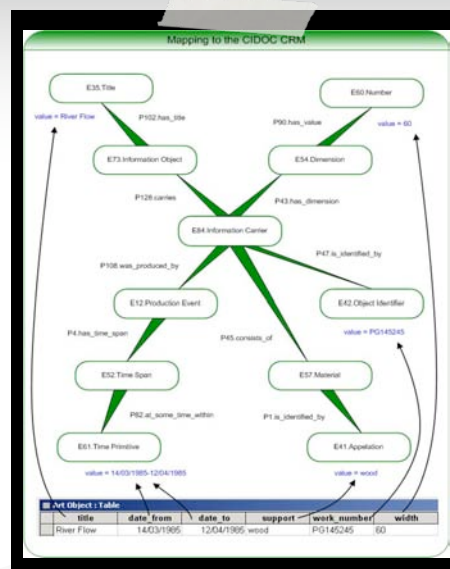 Mapping to the CIDOC CRM
E35.Title
E60.Number
value = River Flow
P102.has_title
P90.has_value
value = 60
E73.Information Object
E54.Dimension
P128.carries
P43.has_dimension
E84.Information Carrier
P47.is_identified_by
P108.was_produced_by
E12.Production Event
E42.Object Identifier
value = PG145245
P4.has_time_span
P45.consists_of
E52.Time Span
E57.Material
P82.at_some_time_within
P1.is_identified_by
E61.Time Primitive
E41.Appelation
value = 14/03/1985-12/04/1985
value = wood
Art Object : Table
title date_from date_to support work_number width
River Flow 14/03/1985 12/04/1985 wood PG145245 60